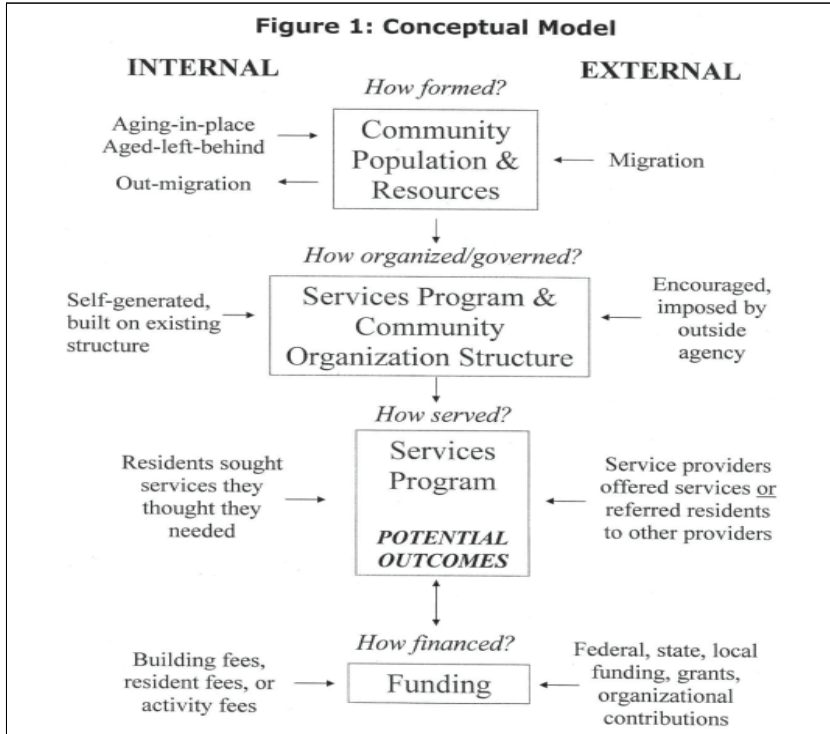 Figure 1: Conceptual Model
INTERNAL
EXTERNAL
How formed?
Aging-in-place
Aged-left-behind
Out-migration
Community
Population &
Resources
Migration
How organized/governed?
Self-generated,
built on existing
structure
Services Program &
Community
Organization Structure
Encouraged,
imposed by
outside
agency
How served?
Residents sought
services they
thought they
needed
Services
Program
POTENTIAL
OUTCOMES
Service providers
offered services or
referred residents
to other providers
How financed?
Building fees,
resident fees, or
activity fees
Funding
Federal, state, local
funding, grants,
organizational
contributions